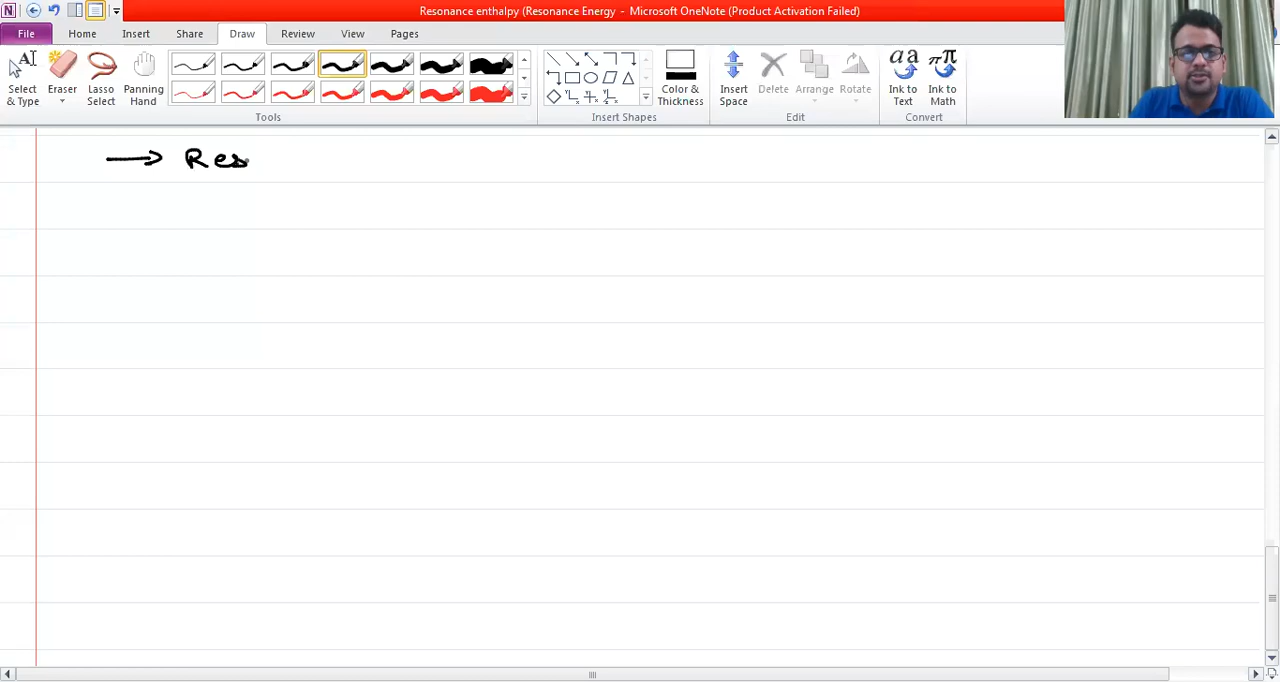 Resonance enthalpy (Resonance Energy - Microsoft OneNote (Product Activation Failed)
File Home Insert Share Draw Review View Pages
Select & Type Eraser Lasso Select Panning Hand Color & Thickness Insert Space Delete Arrange Rotate Ink to Text Ink to Math
Tools Insert Shapes Edit Convert
→ Res